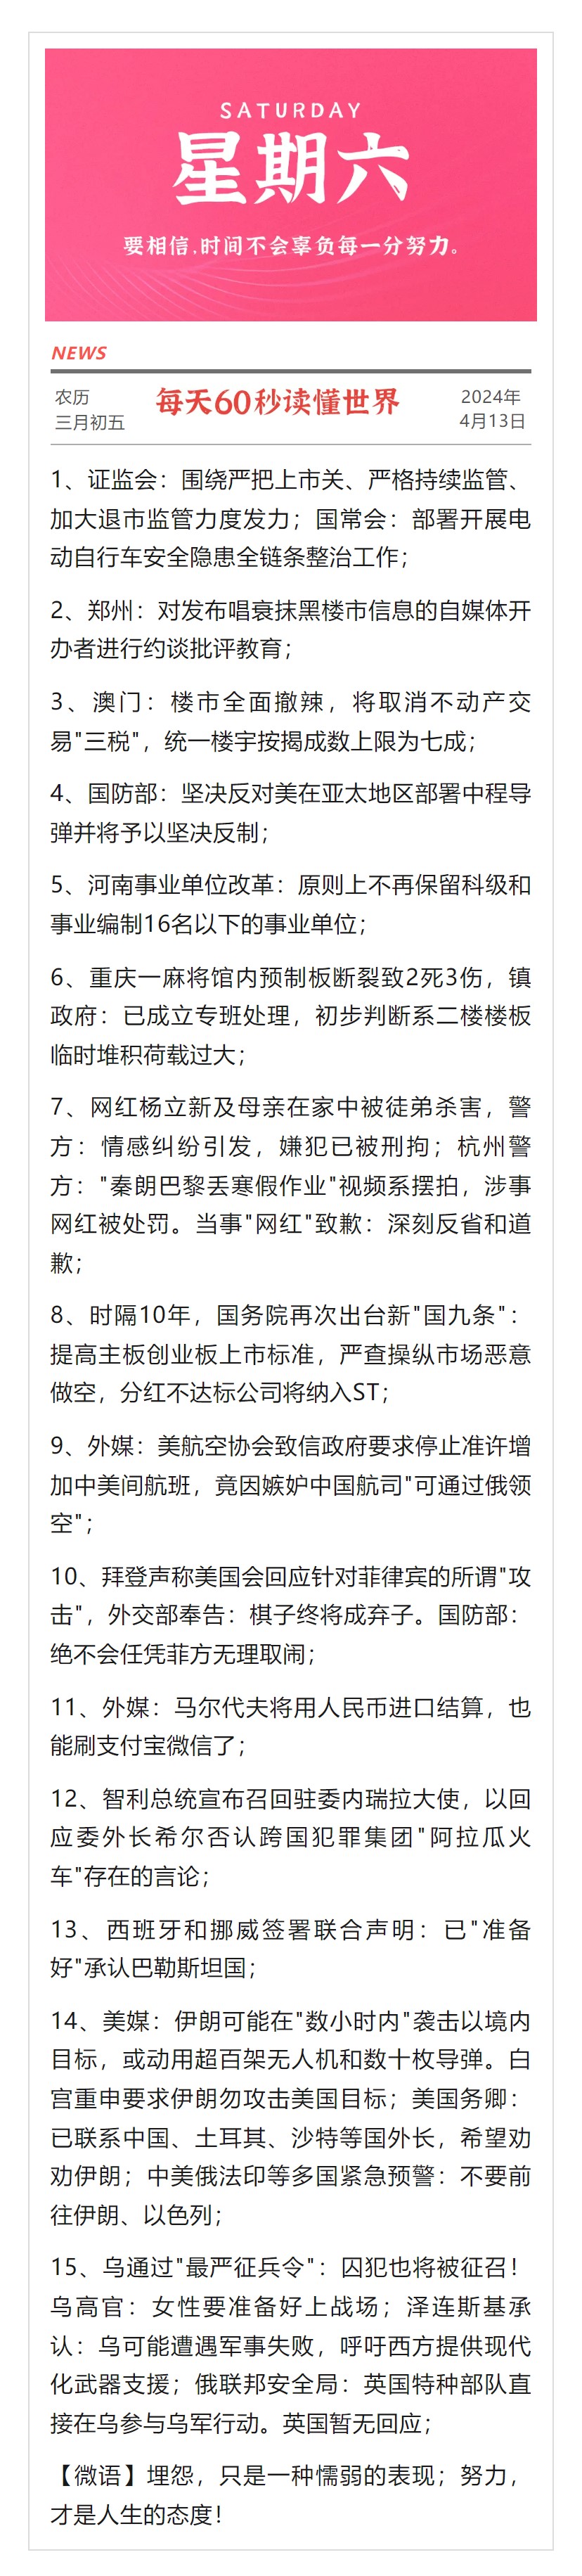 SATURDAY
星期六
要相信,时间不会辜负每一分努力。
NEWS
农历
三月初五
每天60秒读懂世界
2024年
4月13日
1、证监会：围绕严把上市关、严格持续监管、
加大退市监管力度发力；国常会：部署开展电
动自行车安全隐患全链条整治工作；
2、郑州：对发布唱衰抹黑楼市信息的自媒体开
办者进行约谈批评教育；
3、澳门：楼市全面撤辣，将取消不动产交
易"三税"，统一楼宇按揭成数上限为七成；
4、国防部：坚决反对美在亚太地区部署中程导
弹并将予以坚决反制；
5、河南事业单位改革：原则上不再保留科级和
事业编制16名以下的事业单位；
6、重庆一麻将馆内预制板断裂致2死3伤，镇
政府：已成立专班处理，初步判断系二楼楼板
临时堆积荷载过大；
7、网红杨立新及母亲在家中被徒弟杀害，警
方：情感纠纷引发，嫌犯已被刑拘；杭州警
方："秦朗巴黎丢寒假作业"视频系摆拍，涉事
网红被处罚。当事"网红"致歉：深刻反省和道
歉；
8、时隔10年，国务院再次出台新"国九条"：
提高主板创业板上市标准，严查操纵市场恶意
做空，分红不达标公司将纳入ST；
9、外媒：美航空协会致信政府要求停止准许增
加中美间航班，竟因嫉妒中国航司"可通过俄领
空"；
10、拜登声称美国会回应针对菲律宾的所谓"攻
击"，外交部奉告：棋子终将成弃子。国防部：
绝不会任凭菲方无理取闹；
11、外媒：马尔代夫将用人民币进口结算，也
能刷支付宝微信了；
12、智利总统宣布召回驻委内瑞拉大使，以回
应委外长希尔否认跨国犯罪集团"阿拉瓜火
车"存在的言论；
13、西班牙和挪威签署联合声明：已"准备
好"承认巴勒斯坦国；
14、美媒：伊朗可能在"数小时内"袭击以境内
目标，或动用超百架无人机和数十枚导弹。白
宫重申要求伊朗勿攻击美国目标；美国务卿：
已联系中国、土耳其、沙特等国外长，希望劝
劝伊朗；中美俄法印等多国紧急预警：不要前
往伊朗、以色列；
15、乌通过"最严征兵令"：囚犯也将被征召！
乌高官：女性要准备好上战场；泽连斯基承
认：乌可能遭遇军事失败，呼吁西方提供现代
化武器支援；俄联邦安全局：英国特种部队直
接在乌参与乌军行动。英国暂无回应；
【微语】埋怨，只是一种懦弱的表现；努力，
才是人生的态度！